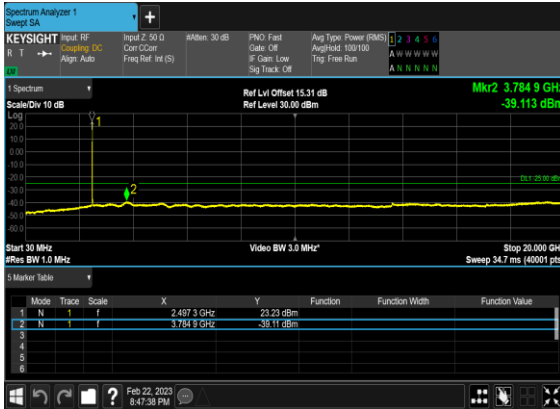 Spectrum Analyzer 1
Swept SA
+
KEYSIGHT Input: RF Input Z: 50 Ω #Atten: 30 dB PNO: Fast Avg Type: Power (RMS) 1 2 3 4 5 6
R T Coupling: DC Corr CCorr Gate: Off Avg|Hold: 100/100 A W W W W W
Align: Auto Freq Ref: Int (S) IF Gain: Low Trig: Free Run
Sig Track: Off A N N N N N
1 Spectrum
Scale/Div 10 dB
Ref Lvl Offset 15.31 dB
Ref Level 30.00 dBm
Mkr2 3.784 9 GHz
-39.113 dBm
Log
20.0
10.0
0.00
-10.0
-20.0
-30.0
-40.0
-50.0
-60.0
1
2
Start 30 MHz Video BW 3.0 MHz* Stop 20.000 GH
#Res BW 1.0 MHz Sweep 34.7 ms (40001 pts
5 Marker Table
Mode Trace Scale X Y Function Function Width Function Value
1 N 1 f 2.497 3 GHz 23.23 dBm
2 N 1 f 3.784 9 GHz -39.11 dBm
3
4
5
6
? Feb 22, 2023
8:47:38 PM